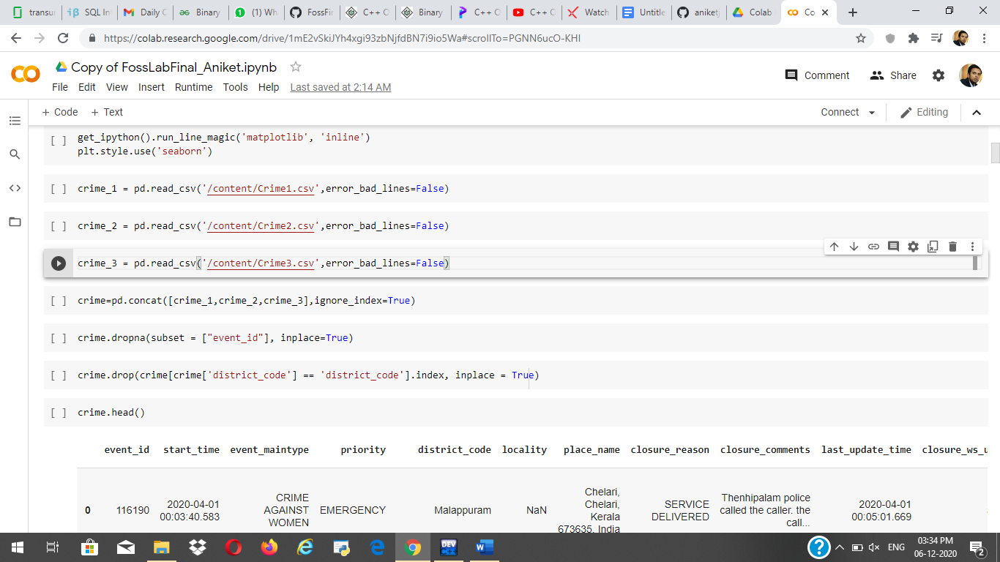 transur
SQL In
Daily C
Binary
(1) Wh
FossFir
C++ O
Binary
C++ O
C++ O
Watch
Untitle
aniketj
Colab
Co
https://colab.research.google.com/drive/1mE2vSkiJYh4xgi93zbNjfdBN7i9io5Wa#scrollTo=PGNN6ucO-KHI
Copy of FossLabFinal_Aniket.ipynb
Comment Share
File Edit View Insert Runtime Tools Help Last saved at 2:14 AM
+ Code + Text Connect Editing
[ ] get_ipython().run_line_magic('matplotlib', 'inline')
plt.style.use('seaborn')
[ ] crime_1 = pd.read_csv('/content/Crime1.csv',error_bad_lines=False)
[ ] crime_2 = pd.read_csv('/content/Crime2.csv',error_bad_lines=False)
crime_3 = pd.read_csv('/content/Crime3.csv',error_bad_lines=False)
[ ] crime=pd.concat([crime_1,crime_2,crime_3],ignore_index=True)
[ ] crime.dropna(subset = ["event_id"], inplace=True)
[ ] crime.drop(crime[crime['district_code'] == 'district_code'].index, inplace = True)
[ ] crime.head()
event_id start_time event_maintype priority district_code locality place_name closure_reason closure_comments last_update_time closure_ws_u
0 116190
2020-04-01
00:03:40.583
CRIME
AGAINST
WOMEN
EMERGENCY
Malappuram
NaN
Chelari,
Chelari,
Kerala
673635, India
SERVICE
DELIVERED
Thenhipalam police
called the caller. the
call...
2020-04-01
00:05:01.669
DEV
C++
ENG
03:34 PM
06-12-2020
2